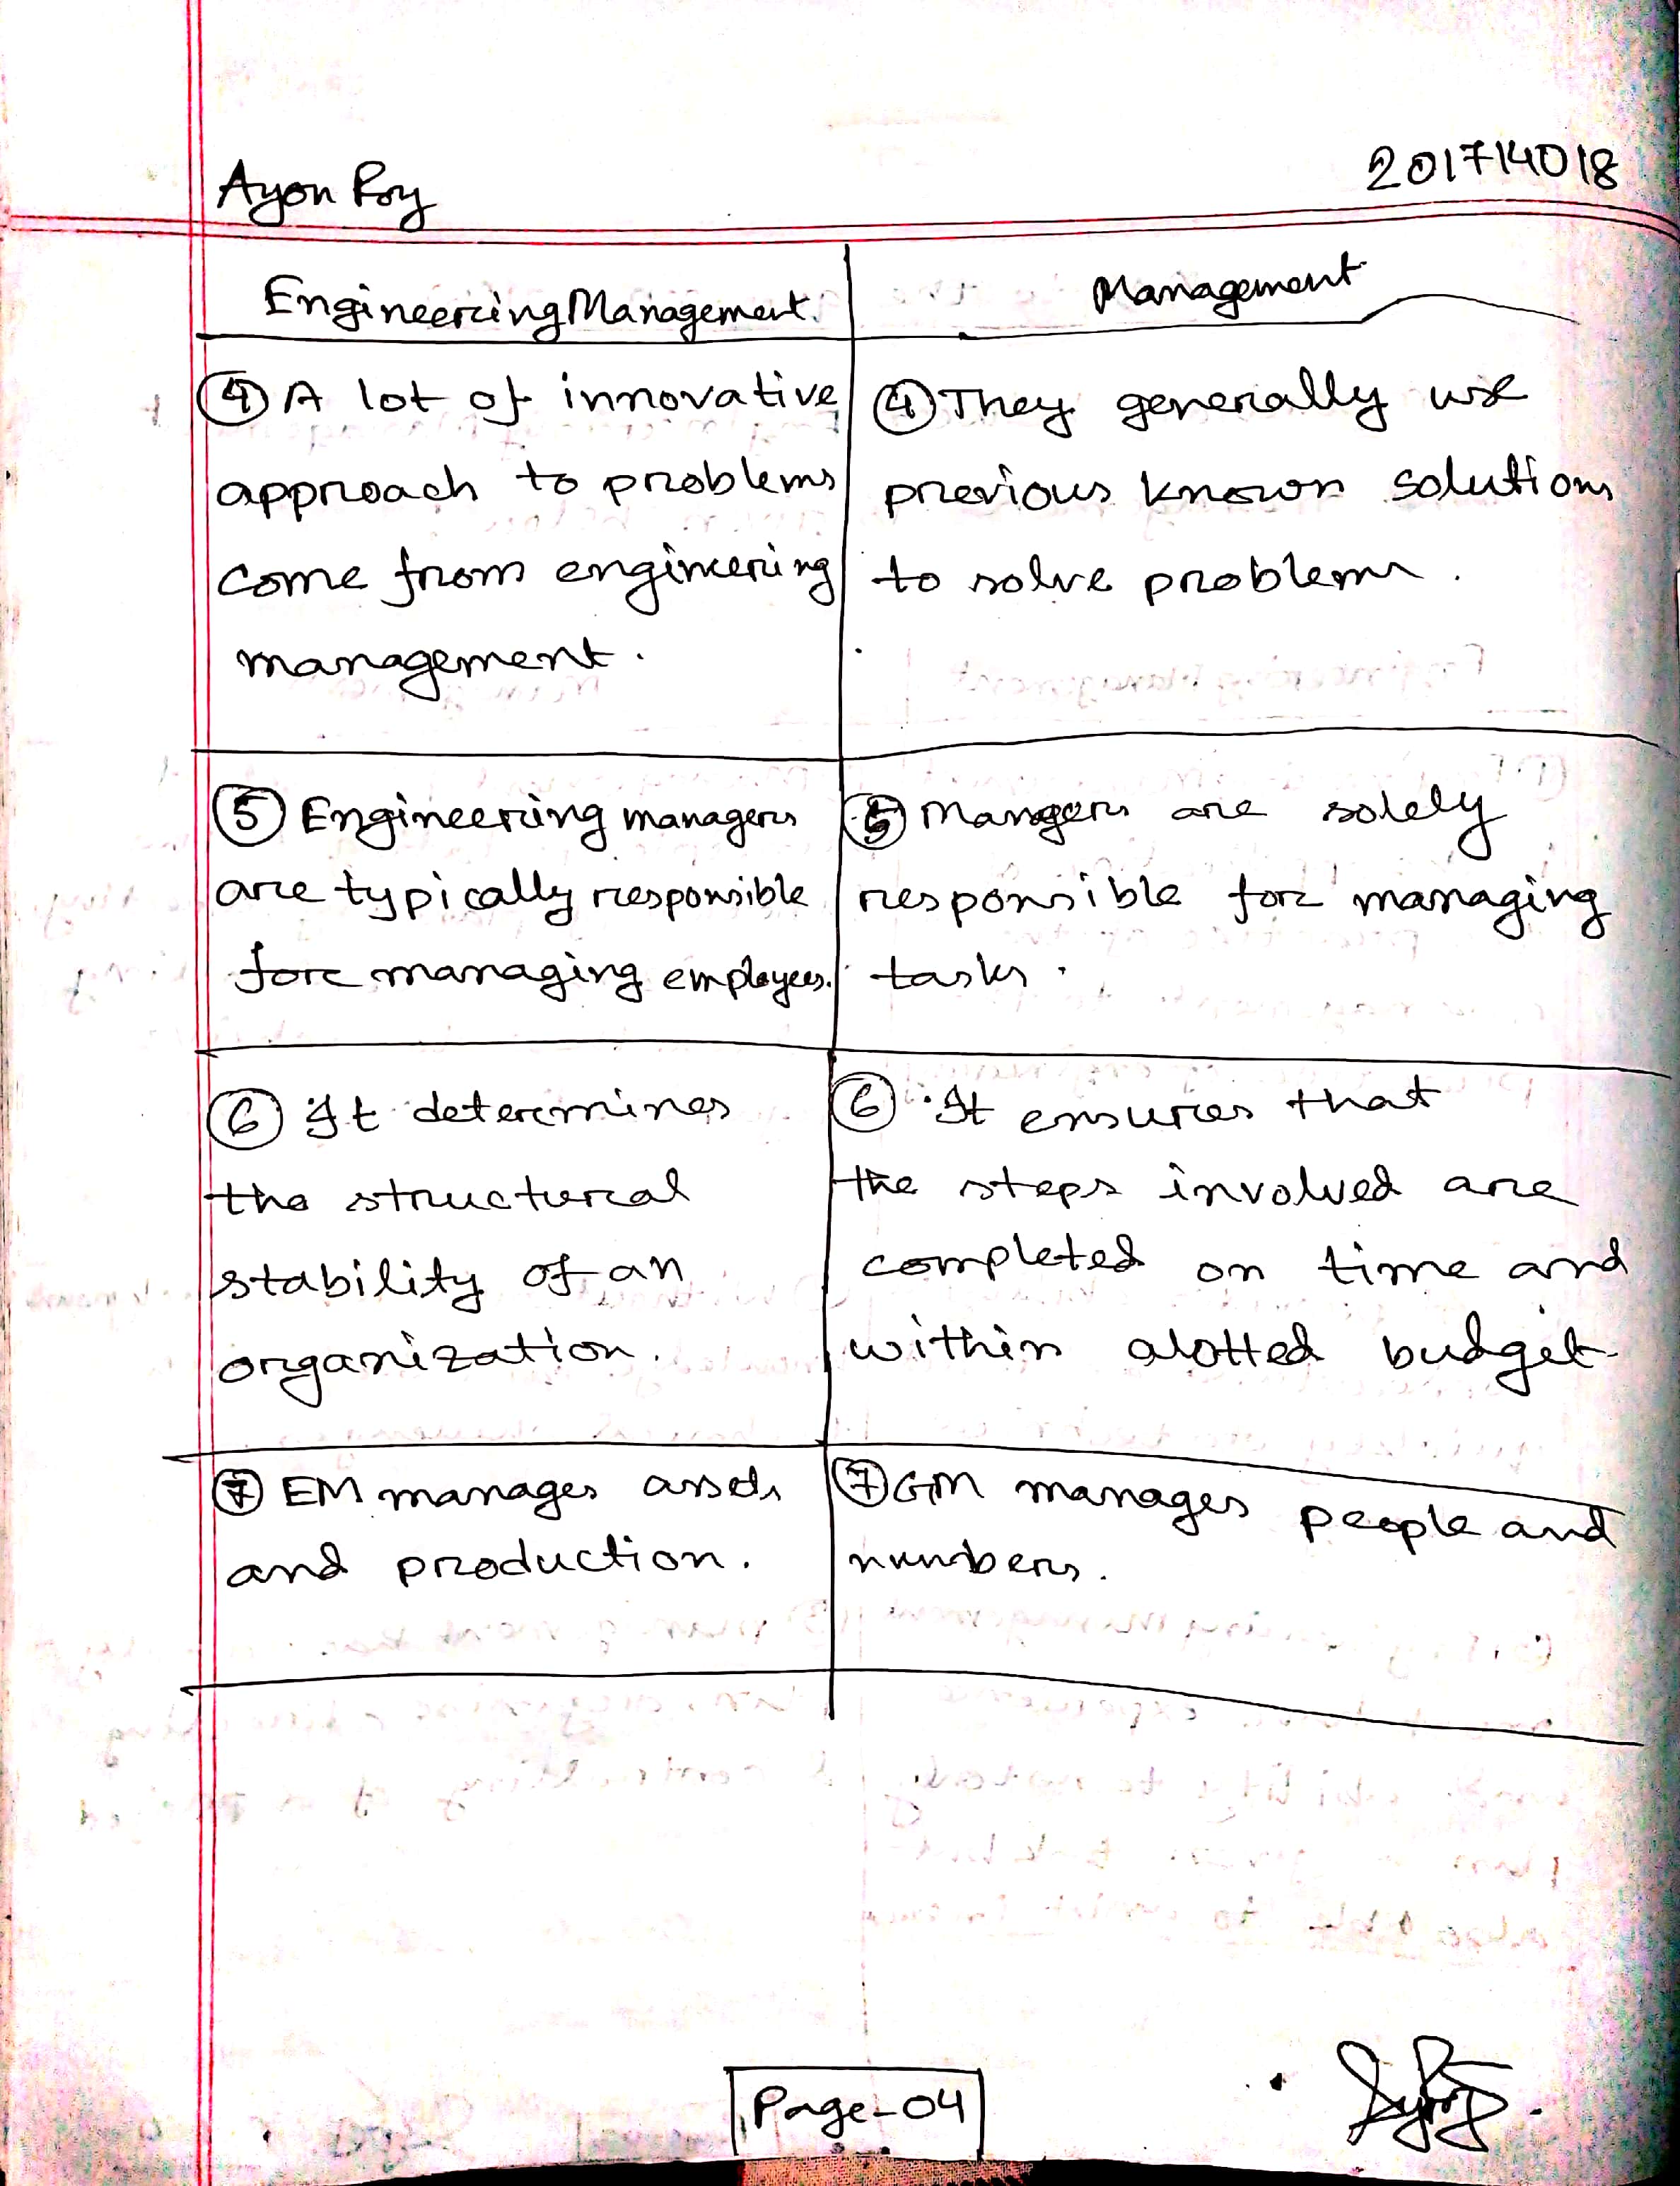 Ayon Roy
201714018
Engineering Management
Management
④ A lot of innovative
approach to problems
come from engineering
management.
④ They generally use
previous known solutions
to solve problems.
⑤ Engineering managers
are typically responsible
for managing employees.
⑤ Mangers are solely
responsible for managing
tasks.
⑥ It determines
the structural
stability of an
organization.
⑥ It ensures that
the steps involved are
completed on time and
within alotted budget.
⑦ EM manages assets
and production.
⑦ GM manages people and
numbers.
Page-04